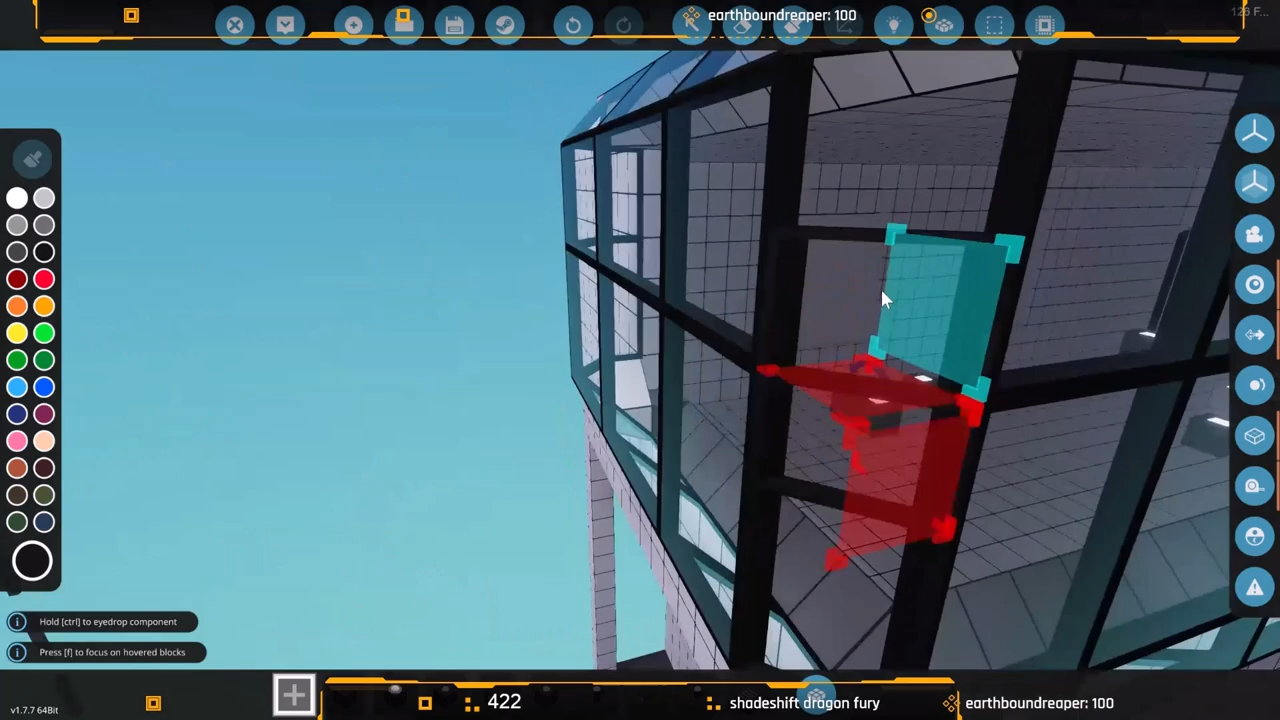 earthboundreaper: 100
Hold [ctrl] to eyedrop component
Press [f] to focus on hovered blocks
v1.7.7 64Bit
422
shadeshift dragon fury
earthboundreaper: 100